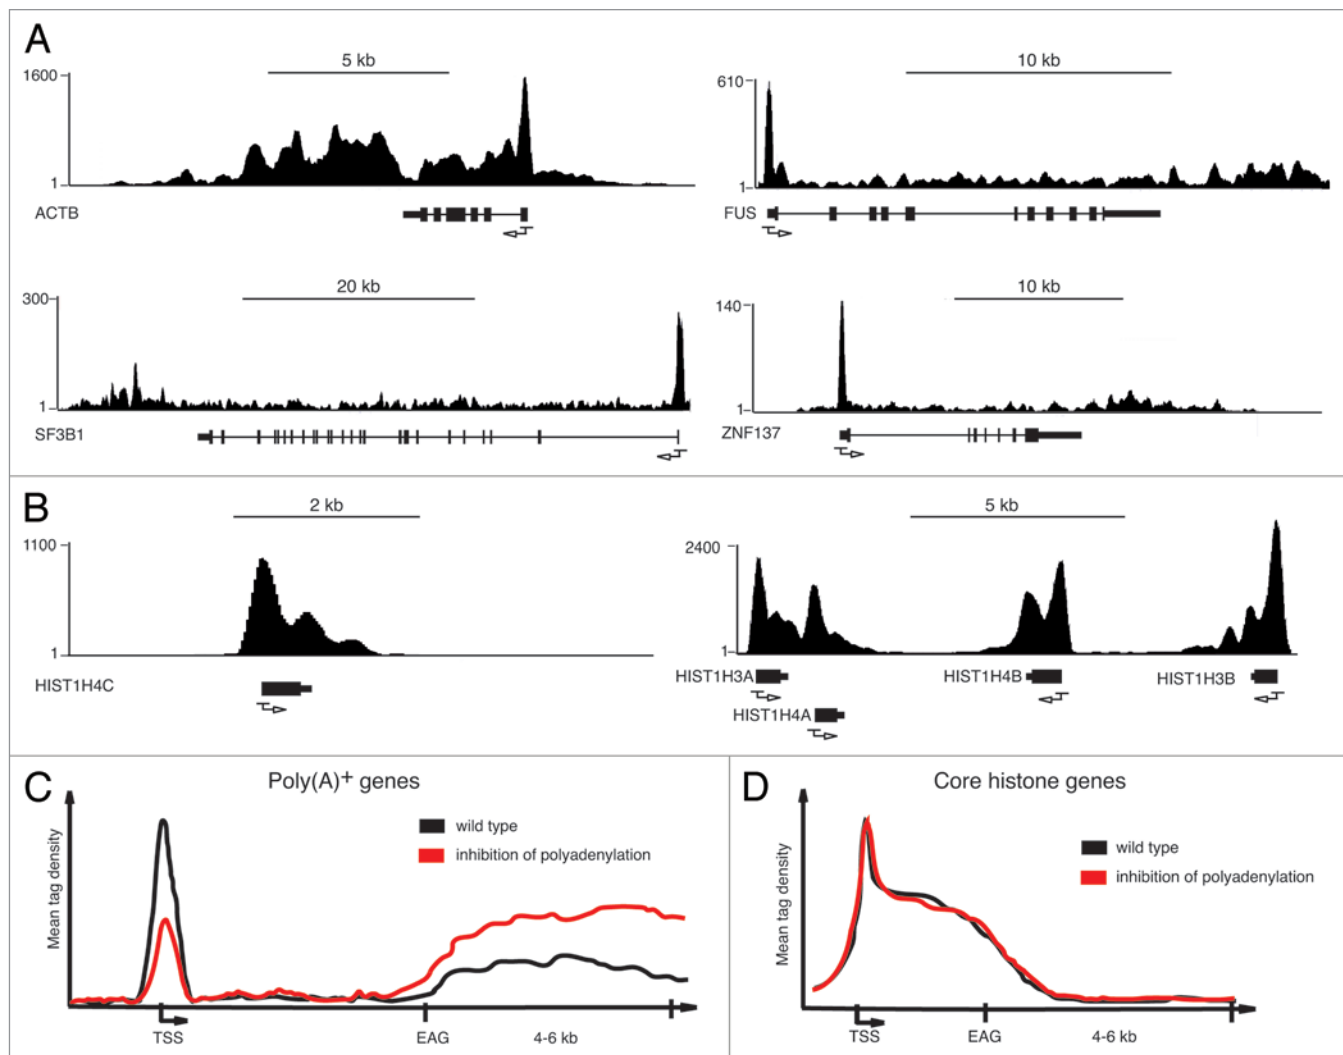 A
5 kb
1600
1
ACTB
10 kb
610
1
FUS
20 kb
300
1
SF3B1
10 kb
140
1
ZNF137
B
2 kb
1100
1
HIST1H4C
5 kb
2400
1
HIST1H3A
HIST1H4A
HIST1H4B
HIST1H3B
C
Poly(A)+ genes
wild type
inhibition of polyadenylation
Mean tag density
TSS
EAG
4-6 kb
D
Core histone genes
wild type
inhibition of polyadenylation
Mean tag density
TSS
EAG
4-6 kb